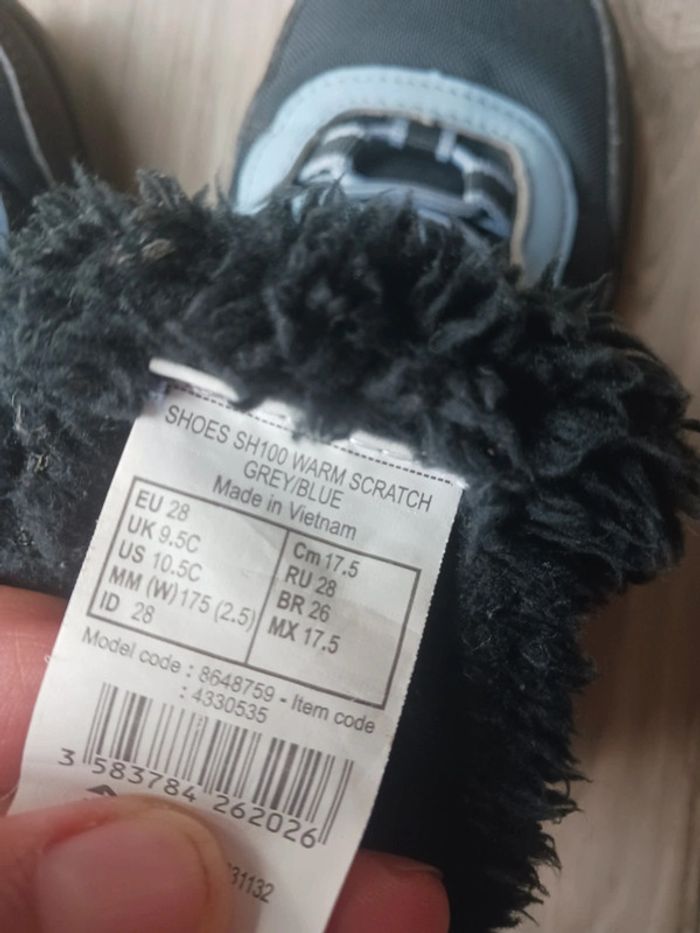 SHOES SH100 WARM SCRATCH
GREY/BLUE
Made in Vietnam
EU 28
UK 9.5C
US 10.5C
MM (W) 175 (2.5)
ID 28
Cm 17.5
RU 28
BR 26
MX 17.5
Model code : 8648759 - Item code
: 4330535
3 583784 262026
31132